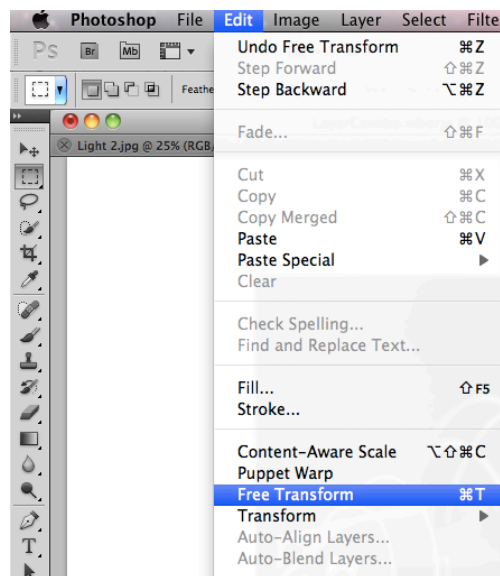 Photoshop File Edit Image Layer Select Filte
Ps Br Mb
Undo Free Transform ⌘Z
Step Forward ⇧⌘Z
Step Backward ⌥⌘Z
Feathe
Fade... ⇧⌘F
Light 2.jpg @ 25% (RGB/
Cut ⌘X
Copy ⌘C
Copy Merged ⇧⌘C
Paste ⌘V
Paste Special ▶
Clear
Check Spelling...
Find and Replace Text...
Fill... ⇧F5
Stroke...
Content-Aware Scale ⌥⇧⌘C
Puppet Warp
Free Transform ⌘T
Transform ▶
Auto-Align Layers...
Auto-Blend Layers...
T